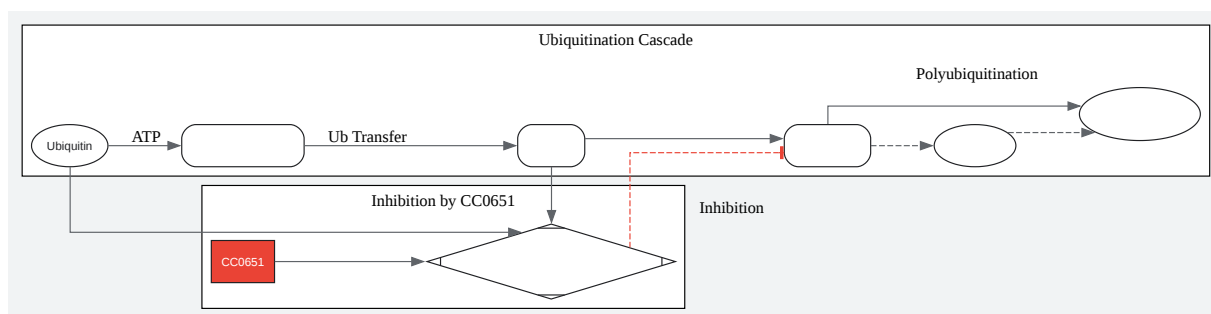 Ubiquitination Cascade
Polyubiquitination
Ubiquitin
ATP
Ub Transfer
Inhibition by CC0651
Inhibition
CC0651